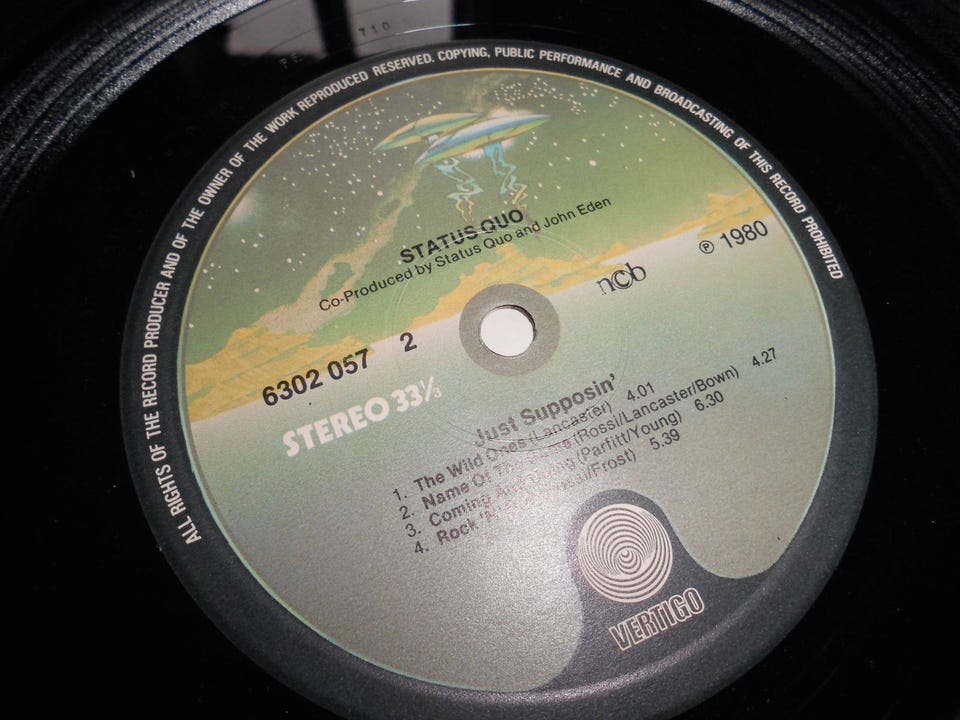 ALL RIGHTS OF THE RECORD PRODUCER AND OF THE OWNER OF THE WORK REPRODUCED RESERVED. COPYING, PUBLIC PERFORMANCE AND BROADCASTING OF THIS RECORD PROHIBITED
STATUS QUO
Co-Produced by Status Quo and John Eden
ncb
℗ 1980
6302 057 2
STEREO 33⅓
Just Supposin'
1. The Wild Ones (Lancaster) 4.01
2. Name Of The (Rossi/Lancaster/Bown) 4.27
3. Coming And (Parfitt/Young) 6.30
4. Rock /Frost) 5.39
VERTIGO